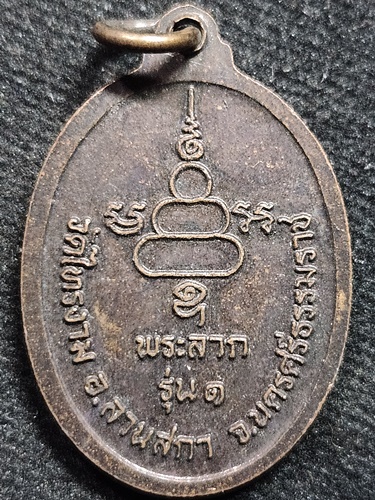 พระลาก
รุ่น ๑
วัดไทรงาม อ.ลานสกา จ.นครศรีธรรมราช